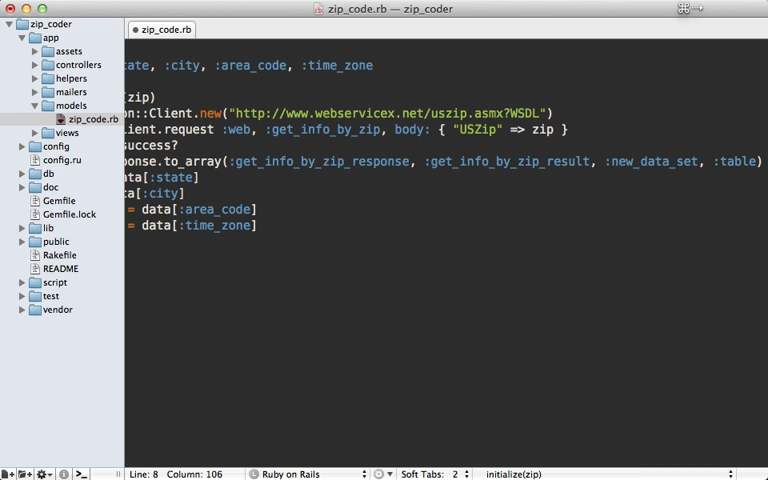 zip_code.rb — zip_coder
⌘→
zip_coder
app
assets
controllers
helpers
mailers
models
zip_code.rb
views
config
config.ru
db
doc
Gemfile
Gemfile.lock
lib
public
Rakefile
README
script
test
vendor
zip_code.rb
tate, :city, :area_code, :time_zone
(zip)
on::Client.new("http://www.webservicex.net/uszip.asmx?WSDL")
lient.request :web, :get_info_by_zip, body: { "USZip" => zip }
success?
ponse.to_array(:get_info_by_zip_response, :get_info_by_zip_result, :new_data_set, :table)
ata[:state]
ta[:city]
= data[:area_code]
= data[:time_zone]
Line: 8 Column: 106 Ruby on Rails Soft Tabs: 2 initialize(zip)